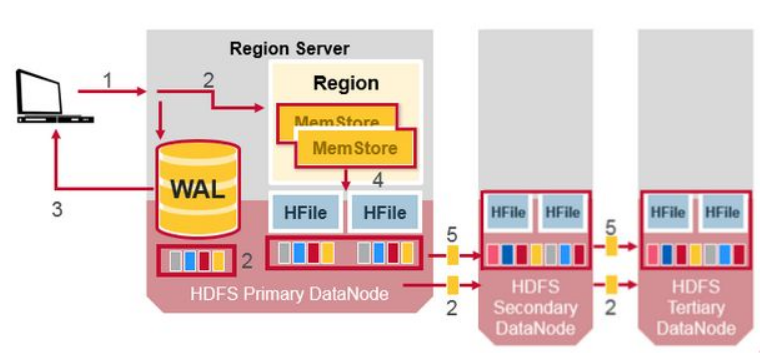 Region Server
1
2
Region
MemStore
MemStore
WAL
3
4
HFile
HFile
2
HDFS Primary DataNode
5
2
HFile
HFile
HDFS
Secondary
DataNode
5
2
HFile
HFile
HDFS
Tertiary
DataNode